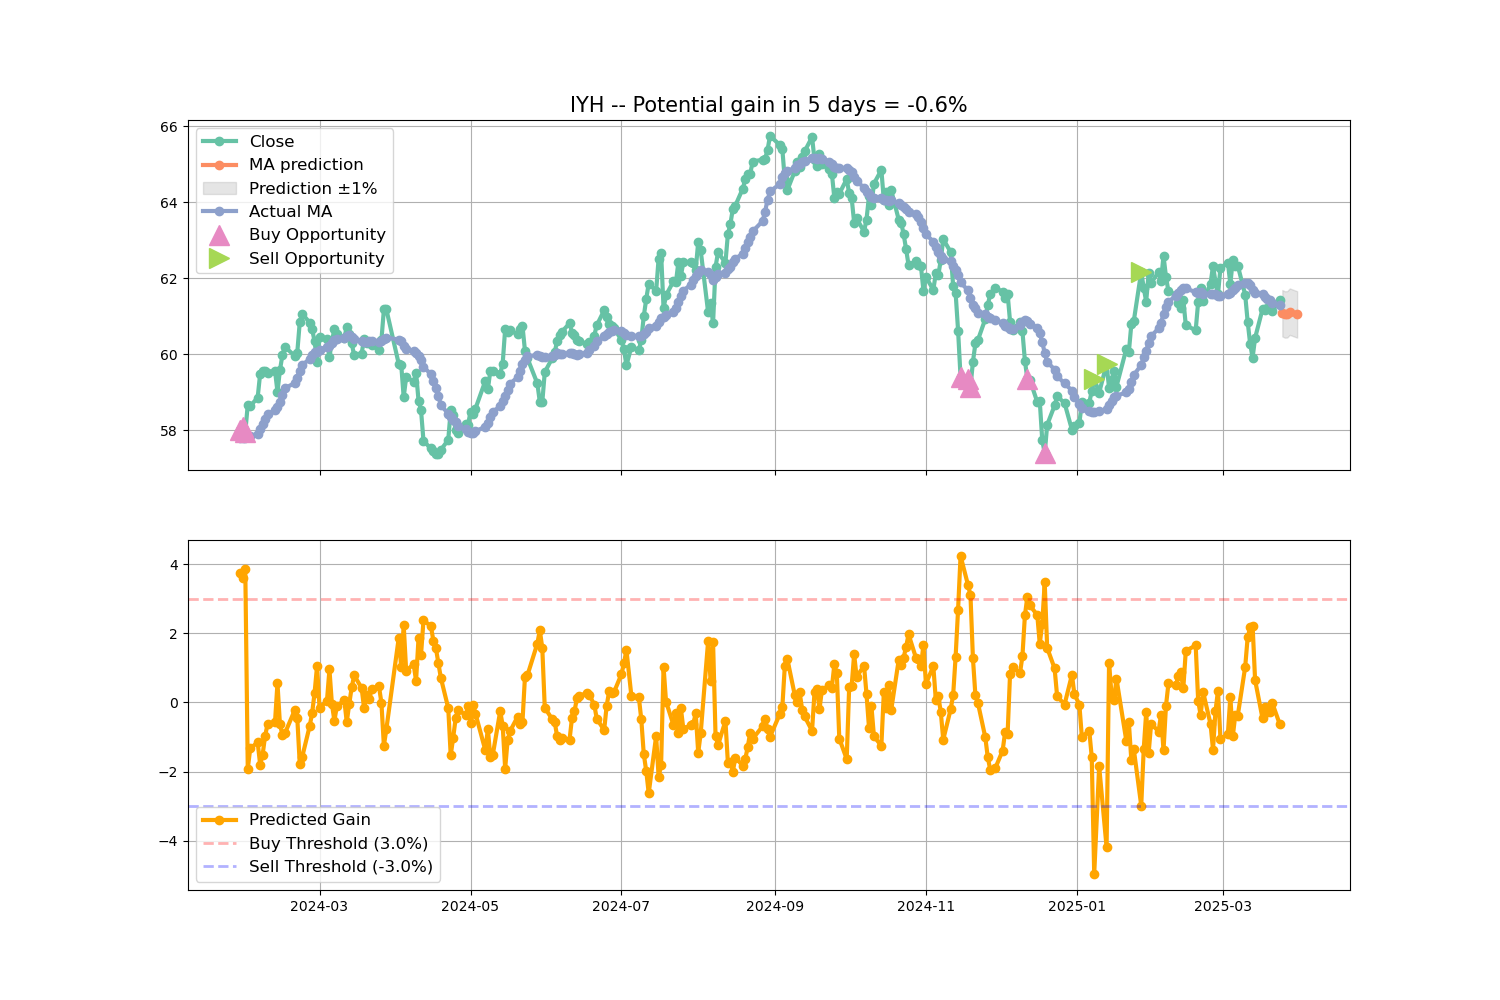 IYH -- Potential gain in 5 days = -0.6%
66
64
62
60
58
Close
MA prediction
Prediction ±1%
Actual MA
Buy Opportunity
Sell Opportunity
4
2
0
−2
−4
Predicted Gain
Buy Threshold (3.0%)
Sell Threshold (-3.0%)
2024-03
2024-05
2024-07
2024-09
2024-11
2025-01
2025-03